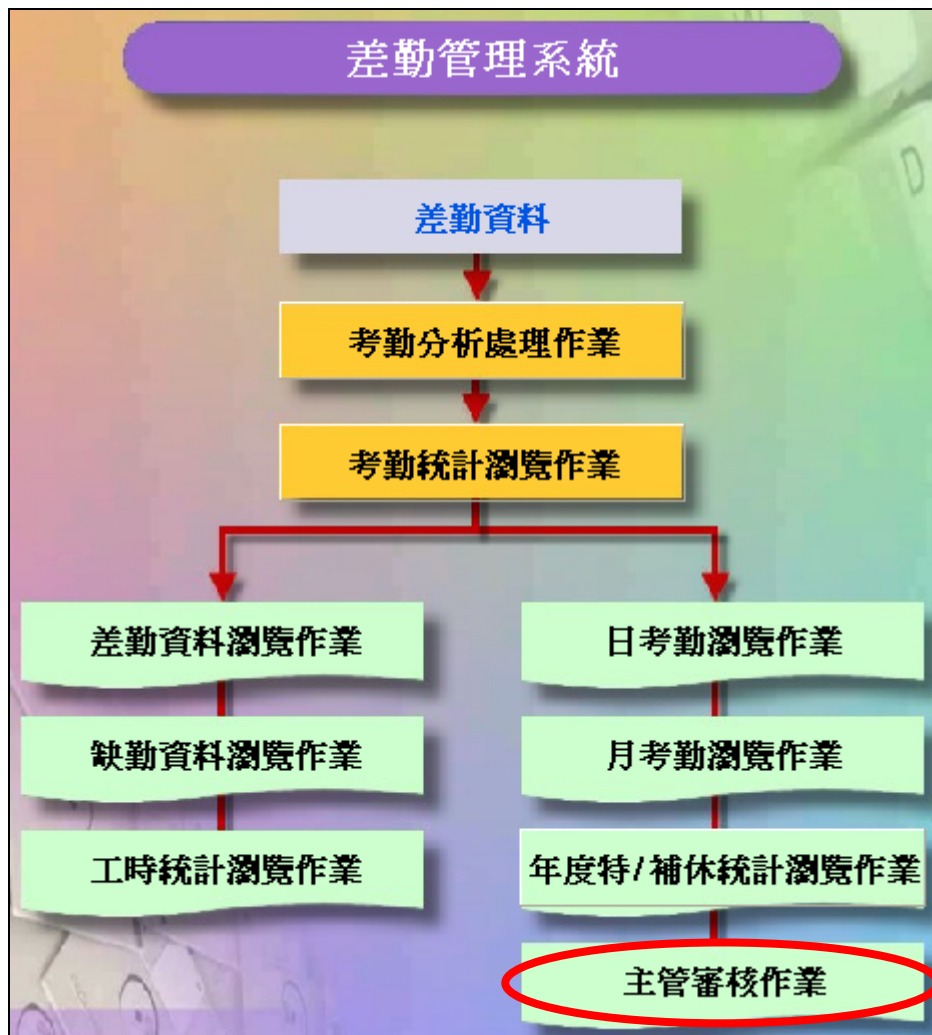 差勤管理系統
差勤資料
考勤分析處理作業
考勤統計瀏覽作業
差勤資料瀏覽作業
缺勤資料瀏覽作業
工時統計瀏覽作業
日考勤瀏覽作業
月考勤瀏覽作業
年度特/補休統計瀏覽作業
主管審核作業
D